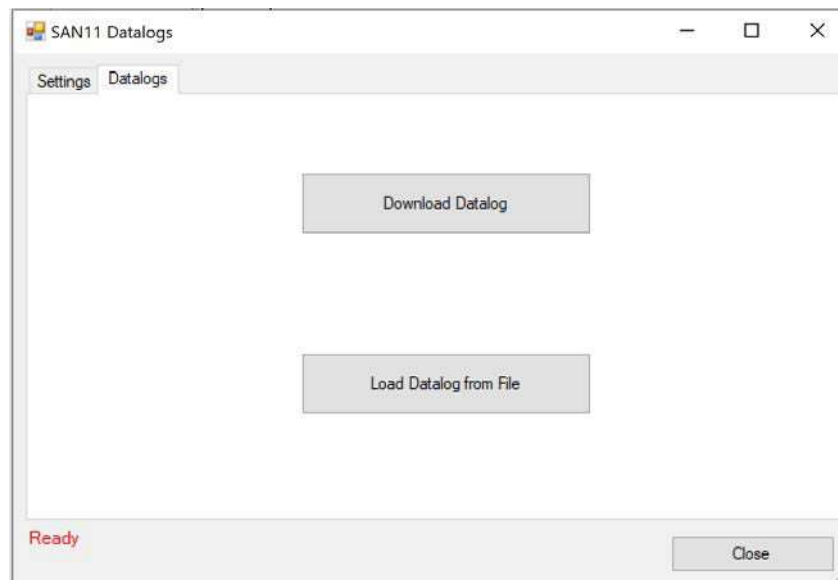 SAN11 Datalogs
Settings
Datalogs
Download Datalog
Load Datalog from File
Ready
Close